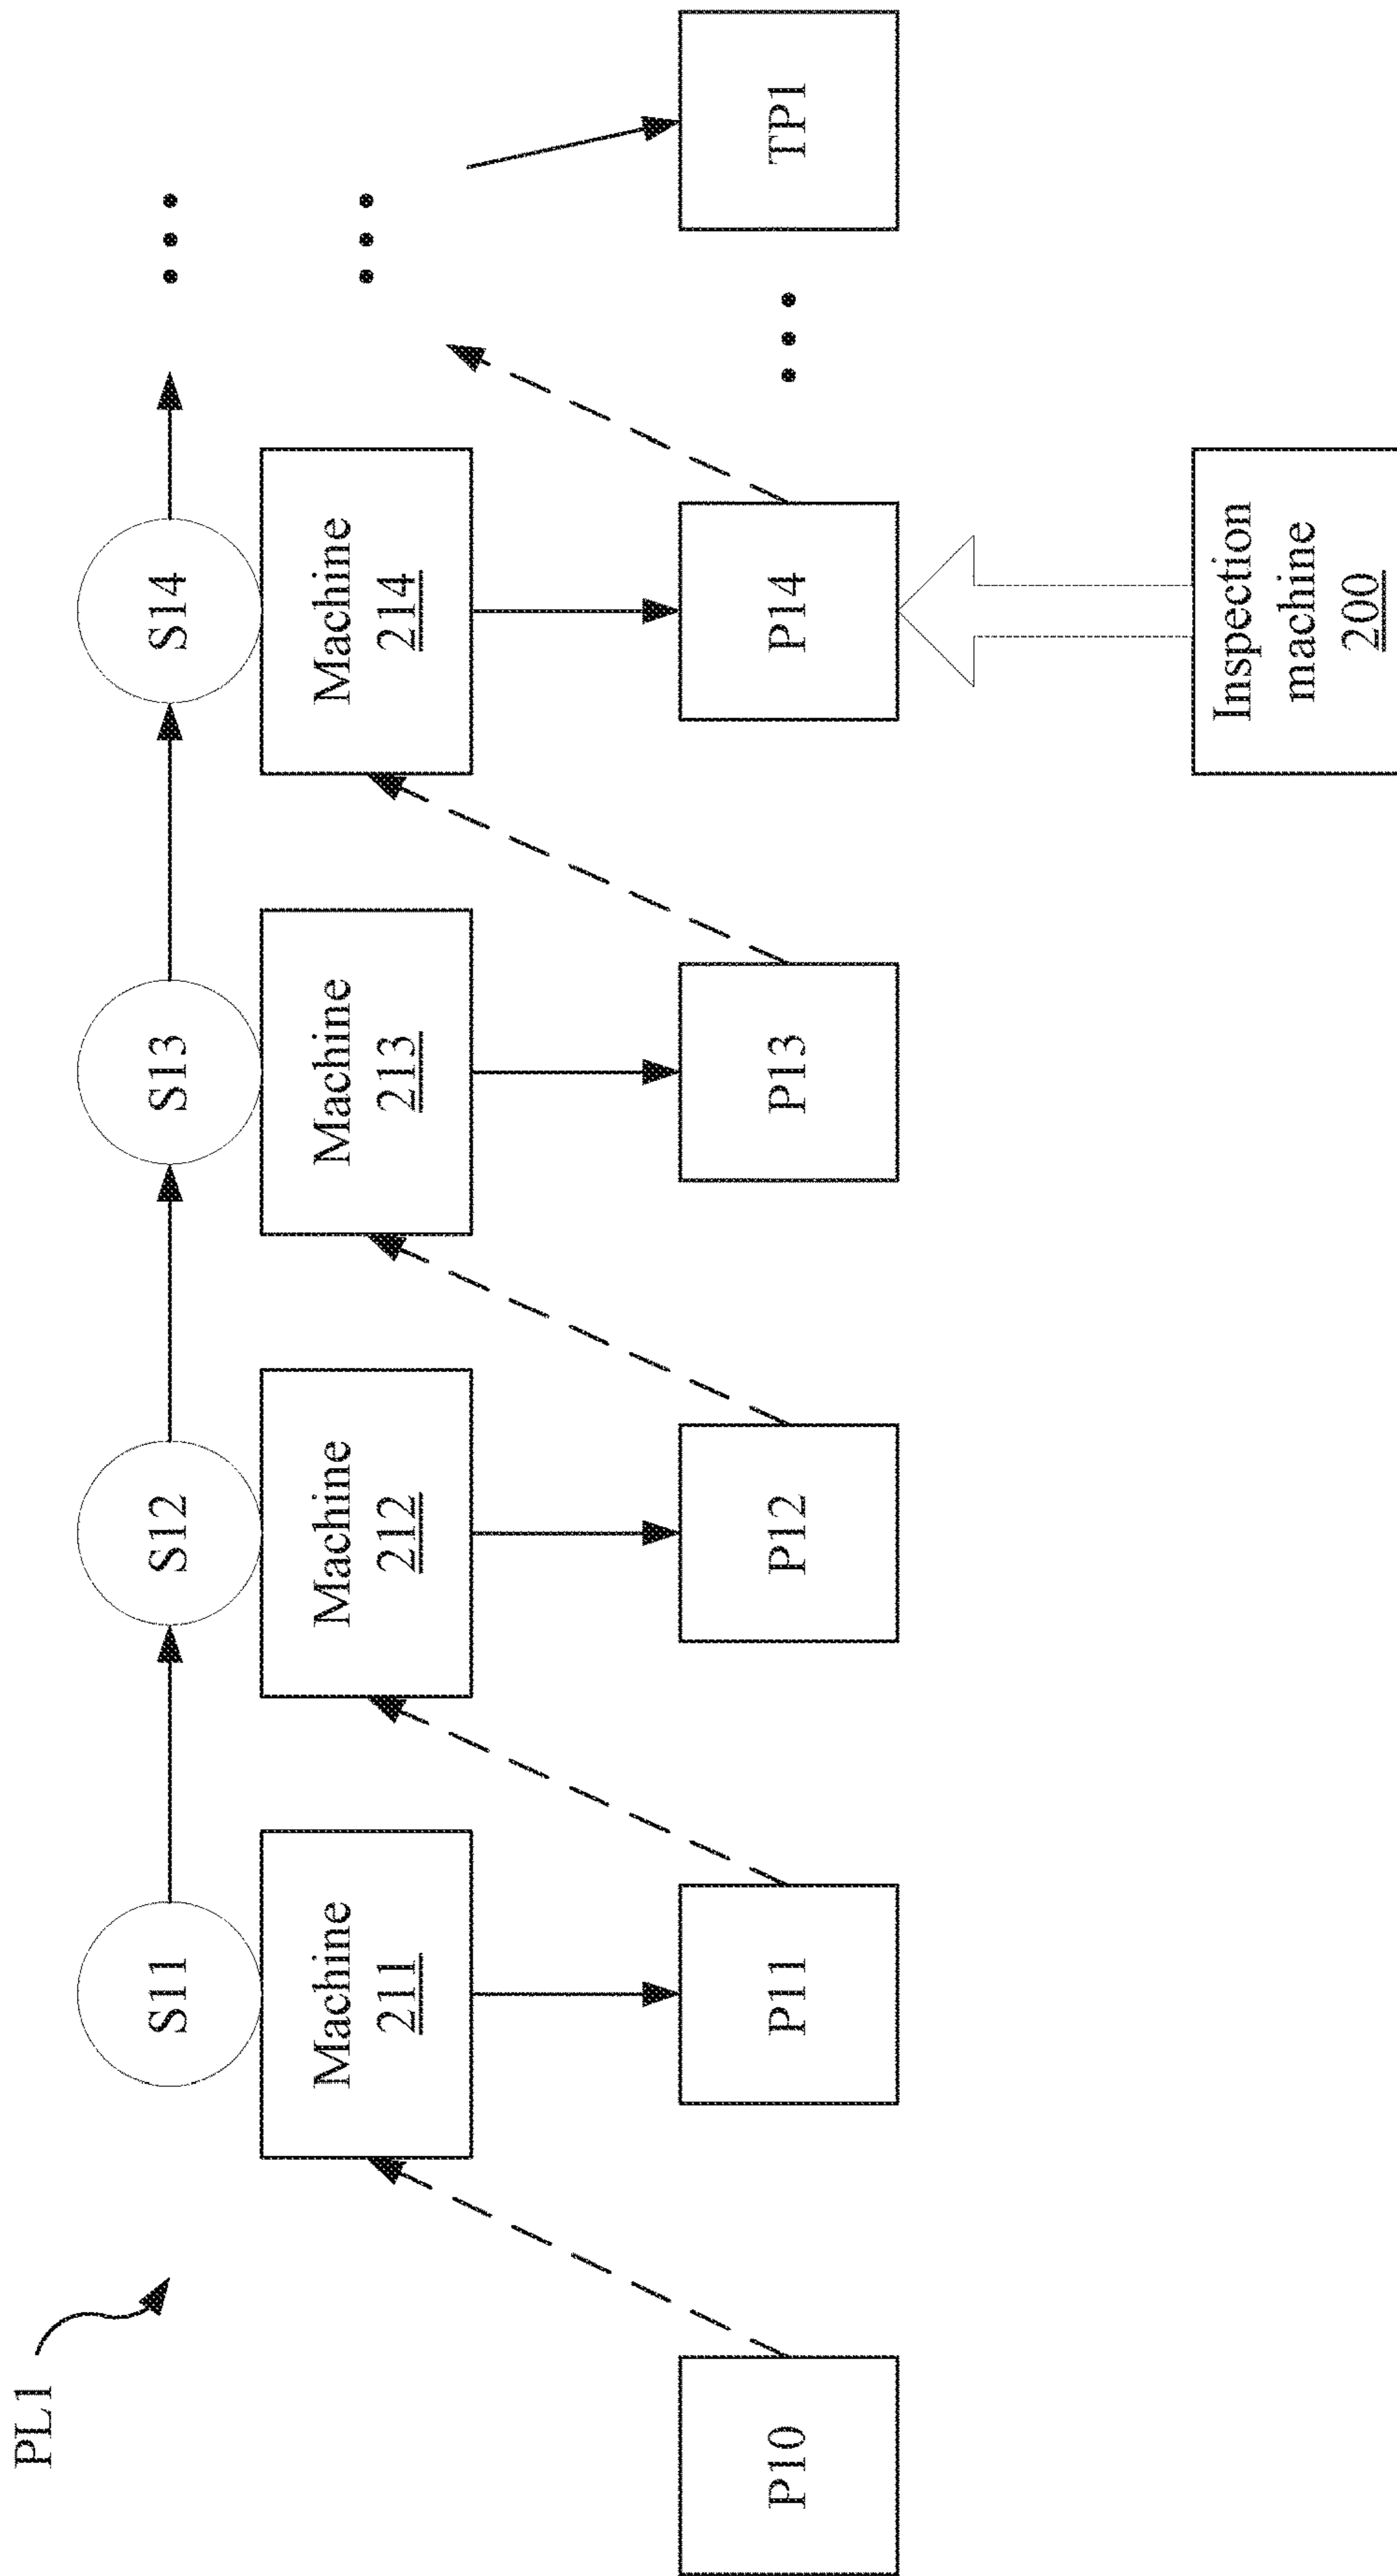 PL1
S11
S12
S13
S14
Machine
211
Machine
212
Machine
213
Machine
214
P10
P11
P12
P13
P14
TP1
Inspection
machine
200